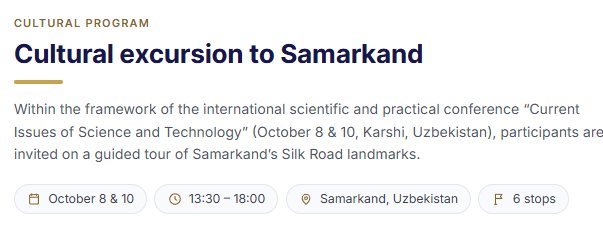 CULTURAL PROGRAM
Cultural excursion to Samarkand
Within the framework of the international scientific and practical conference “Current
Issues of Science and Technology” (October 8 & 10, Karshi, Uzbekistan), participants are
invited on a guided tour of Samarkand’s Silk Road landmarks.
October 8 & 10 13:30 – 18:00 Samarkand, Uzbekistan 6 stops